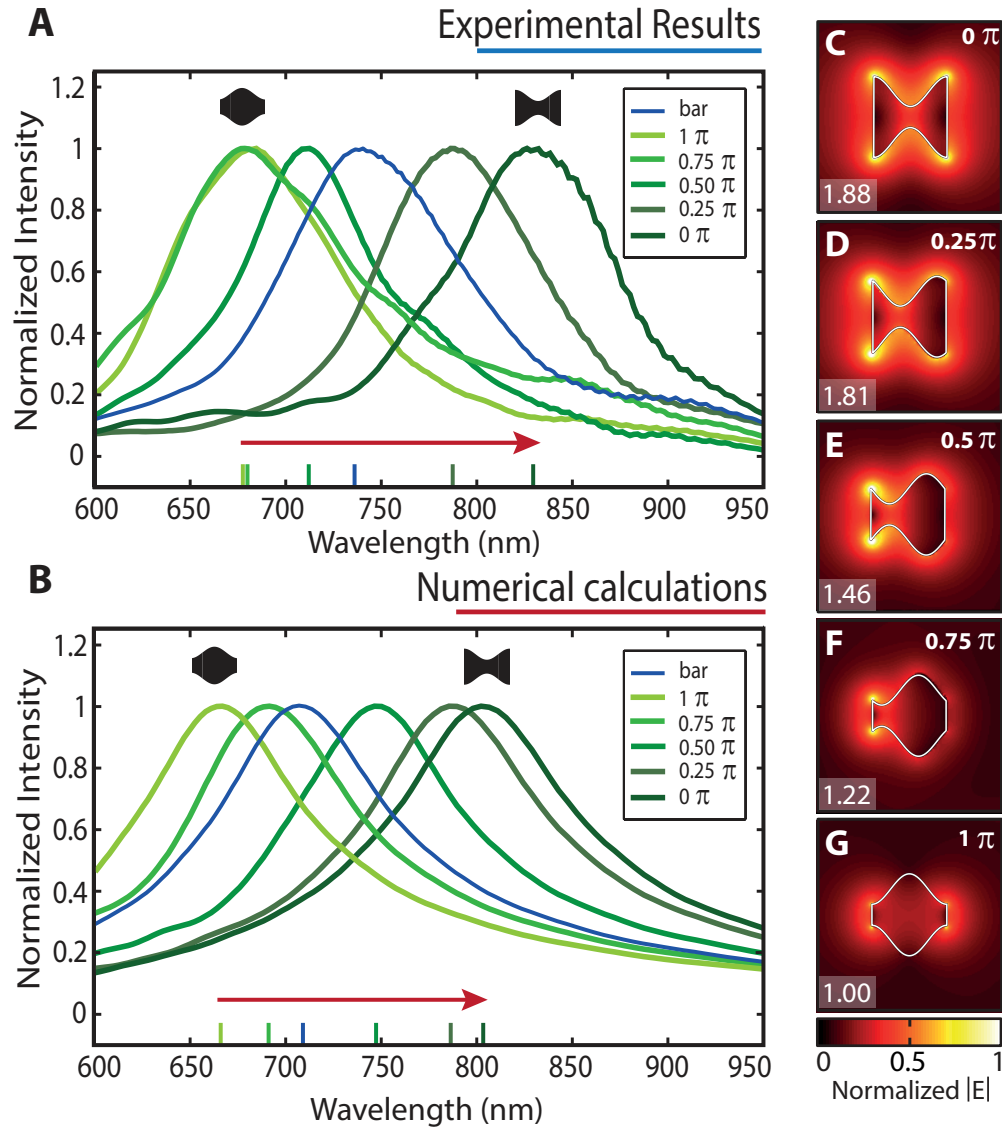 A
Experimental Results
Normalized Intensity
1.2
1
0.8
0.6
0.4
0.2
0
bar
1 π
0.75 π
0.50 π
0.25 π
0 π
600 650 700 750 800 850 900 950
Wavelength (nm)
B
Numerical calculations
Normalized Intensity
1.2
1
0.8
0.6
0.4
0.2
0
bar
1 π
0.75 π
0.50 π
0.25 π
0 π
600 650 700 750 800 850 900 950
Wavelength (nm)
C 0 π
1.88
D 0.25 π
1.81
E 0.5 π
1.46
F 0.75 π
1.22
G 1 π
1.00
0 0.5 1
Normalized |E|